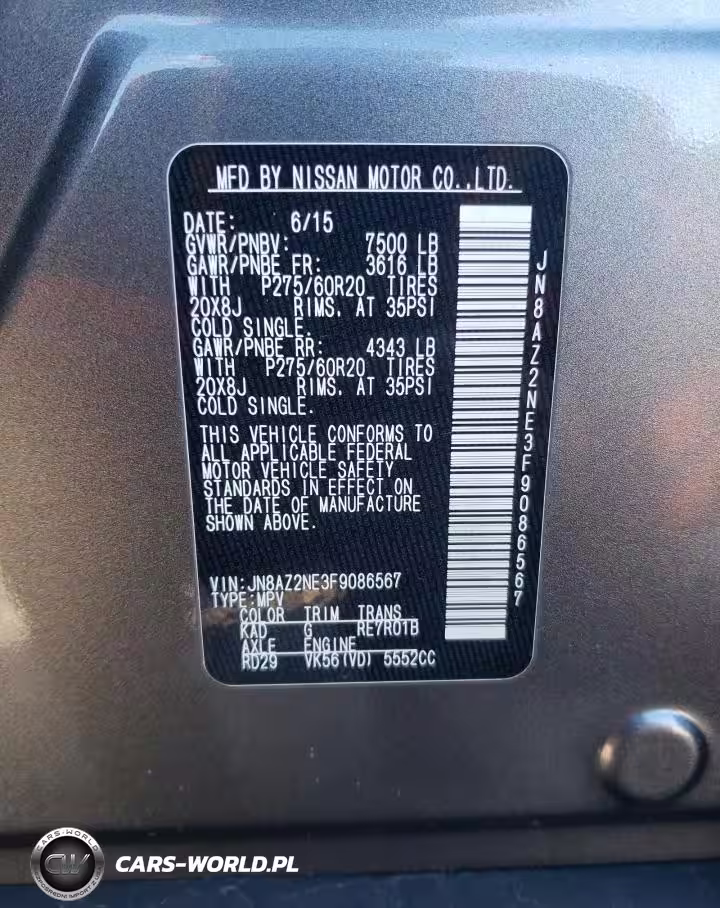 MFD BY NISSAN MOTOR CO.,LTD.
DATE: 6/15
GVWR/PNBV: 7500 LB
GAWR/PNBE FR: 3616 LB
WITH P275/60R20 TIRES
20X8J RIMS, AT 35PSI
COLD SINGLE.
GAWR/PNBE RR: 4343 LB
WITH P275/60R20 TIRES
20X8J RIMS, AT 35PSI
COLD SINGLE.
THIS VEHICLE CONFORMS TO
ALL APPLICABLE FEDERAL
MOTOR VEHICLE SAFETY
STANDARDS IN EFFECT ON
THE DATE OF MANUFACTURE
SHOWN ABOVE.
VIN:JN8AZ2NE3F9086567
TYPE:MPV
COLOR TRIM TRANS
KAD G RE7R01B
AXLE ENGINE
RD29 VK56(VD) 5552CC
JN8AZ2NE3F9086567
CARS-WORLD
CW
CARS-WORLD.PL